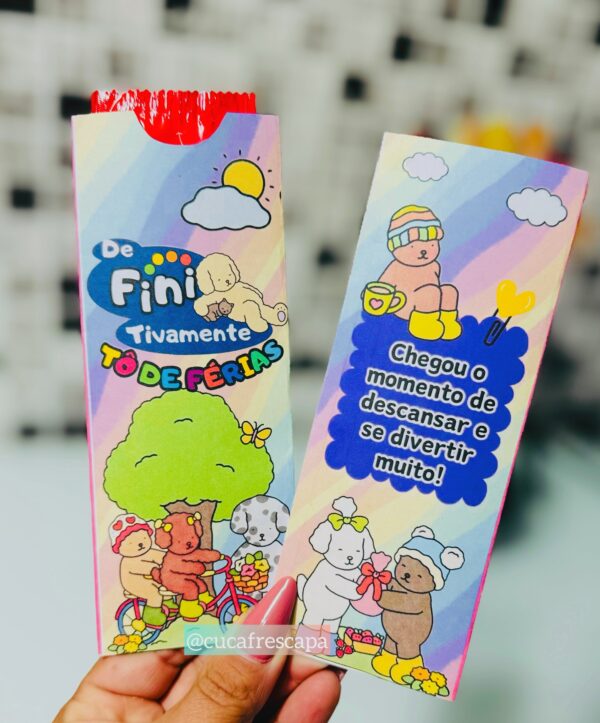 De
Fini
Tivamente
TÔ DE FÉRIAS
Chegou o
momento de
descansar e
se divertir
muito!
@cucafrescapa